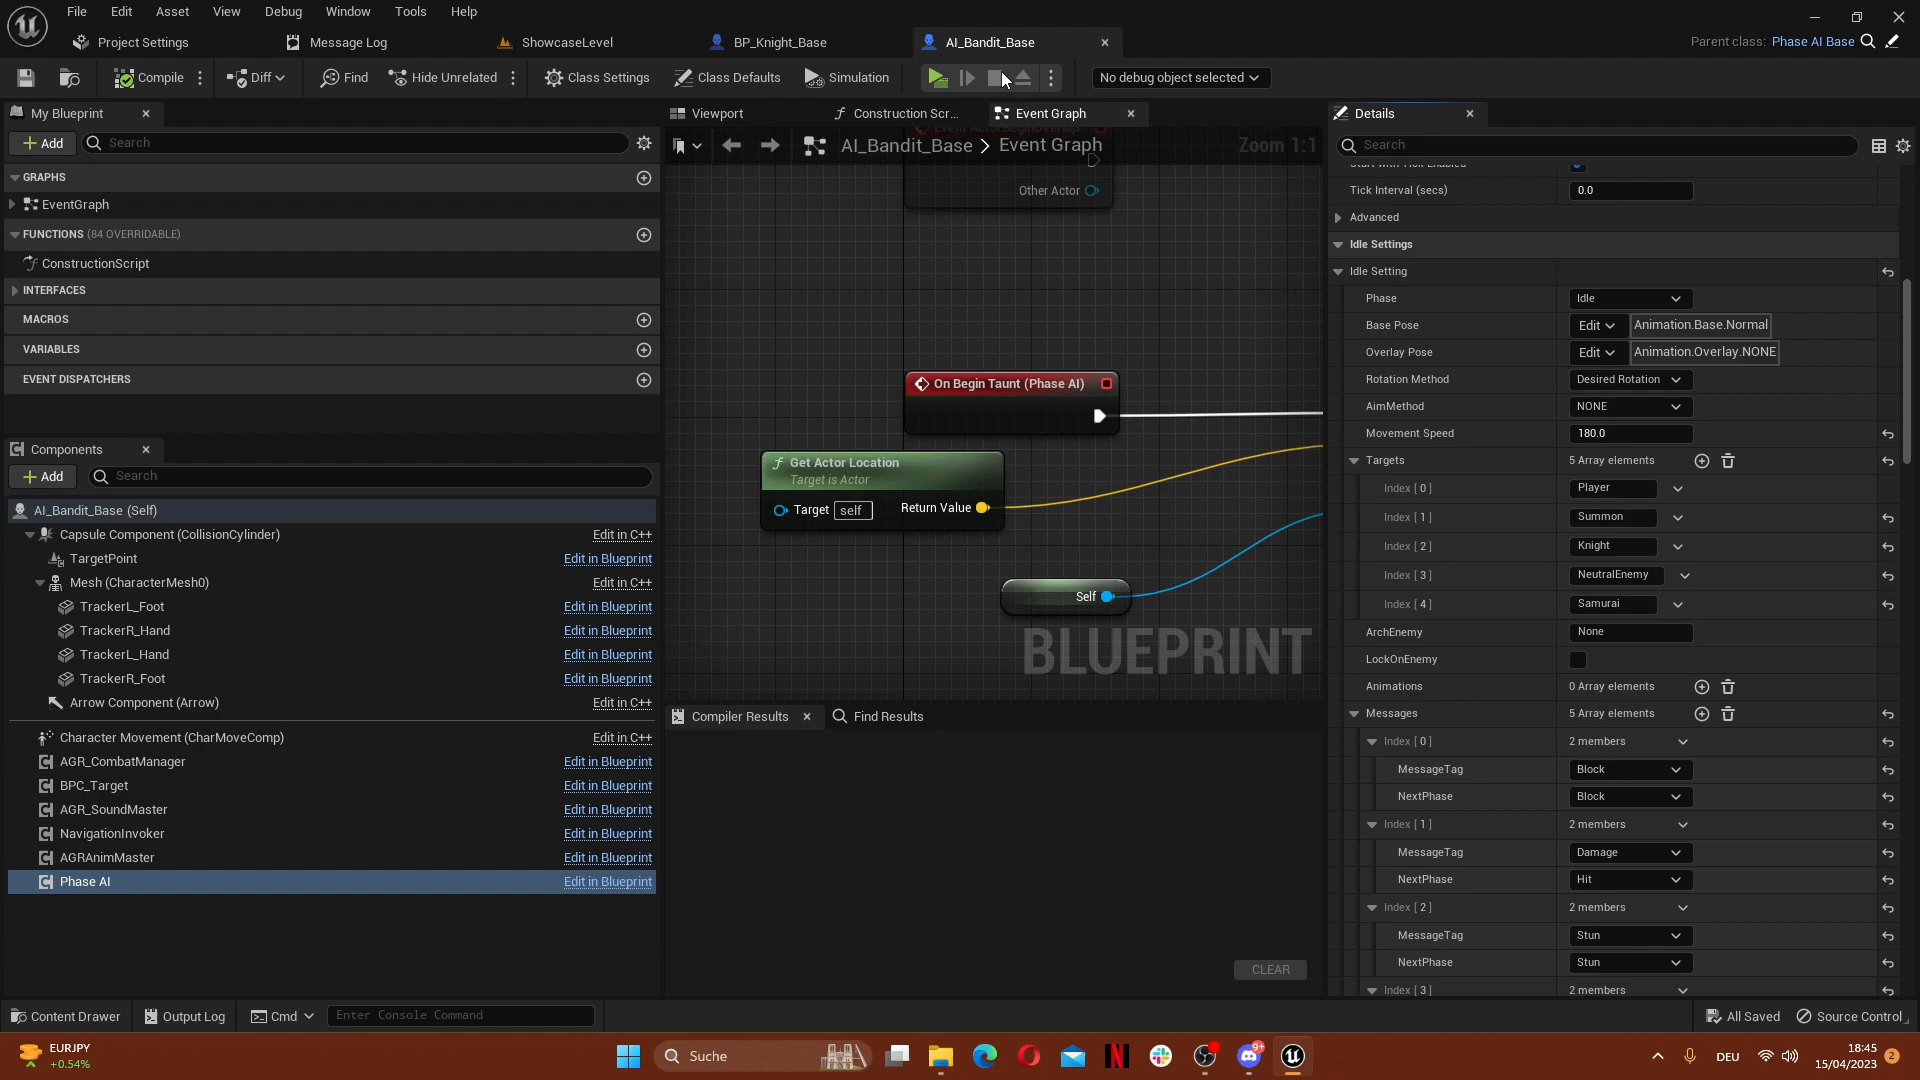 File Edit Asset View Debug Window Tools Help
Project Settings
Message Log
ShowcaseLevel
BP_Knight_Base
AI_Bandit_Base
Parent class: Phase AI Base
Compile
Diff
Find
Hide Unrelated
Class Settings
Class Defaults
Simulation
No debug object selected
My Blueprint
Add
Search
GRAPHS
EventGraph
FUNCTIONS (84 OVERRIDABLE)
ConstructionScript
INTERFACES
MACROS
VARIABLES
EVENT DISPATCHERS
Components
Add
Search
AI_Bandit_Base (Self)
Capsule Component (CollisionCylinder) Edit in C++
TargetPoint Edit in Blueprint
Mesh (CharacterMesh0) Edit in C++
TrackerL_Foot Edit in Blueprint
TrackerR_Hand Edit in Blueprint
TrackerL_Hand Edit in Blueprint
TrackerR_Foot Edit in Blueprint
Arrow Component (Arrow) Edit in C++
Character Movement (CharMoveComp) Edit in C++
AGR_CombatManager Edit in Blueprint
BPC_Target Edit in Blueprint
AGR_SoundMaster Edit in Blueprint
NavigationInvoker Edit in Blueprint
AGRAnimMaster Edit in Blueprint
Phase AI Edit in Blueprint
Viewport
Construction Scr...
Event Graph
AI_Bandit_Base > Event Graph
Zoom 1:1
Event ActorBeginOverlap
Other Actor
On Begin Taunt (Phase AI)
Get Actor Location
Target is Actor
Target self Return Value
Self
BLUEPRINT
Compiler Results
Find Results
CLEAR
Details
Search
Start with Tick Enabled
Tick Interval (secs) 0.0
Advanced
Idle Settings
Idle Setting
Phase Idle
Base Pose Edit Animation.Base.Normal
Overlay Pose Edit Animation.Overlay.NONE
Rotation Method Desired Rotation
AimMethod NONE
Movement Speed 180.0
Targets 5 Array elements
Index [ 0 ] Player
Index [ 1 ] Summon
Index [ 2 ] Knight
Index [ 3 ] NeutralEnemy
Index [ 4 ] Samurai
ArchEnemy None
LockOnEnemy
Animations 0 Array elements
Messages 5 Array elements
Index [ 0 ] 2 members
MessageTag Block
NextPhase Block
Index [ 1 ] 2 members
MessageTag Damage
NextPhase Hit
Index [ 2 ] 2 members
MessageTag Stun
NextPhase Stun
Index [ 3 ] 2 members
Content Drawer
Output Log
Cmd
Enter Console Command
All Saved
Source Control
EURJPY
+0.54%
Suche
9+
DEU
18:45
15/04/2023
2